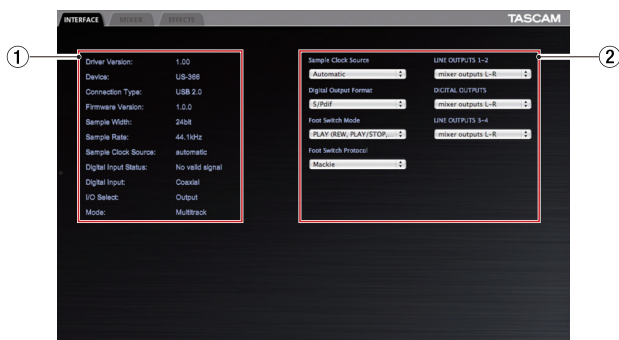 INTERFACE MIXER EFFECTS TASCAM
1
2
Driver Version: 1.00
Device: US-366
Connection Type: USB 2.0
Firmware Version: 1.0.0
Sample Width: 24bit
Sample Rate: 44.1kHz
Sample Clock Source: automatic
Digital Input Status: No valid signal
Digital Input: Coaxial
I/O Select: Output
Mode: Multitrack
Sample Clock Source
Automatic
Digital Output Format
S/Pdif
Foot Switch Mode
PLAY (REW, PLAY/STOP,...
Foot Switch Protocol
Mackie
LINE OUTPUTS 1-2
mixer outputs L-R
DIGITAL OUTPUTS
mixer outputs L-R
LINE OUTPUTS 3-4
mixer outputs L-R